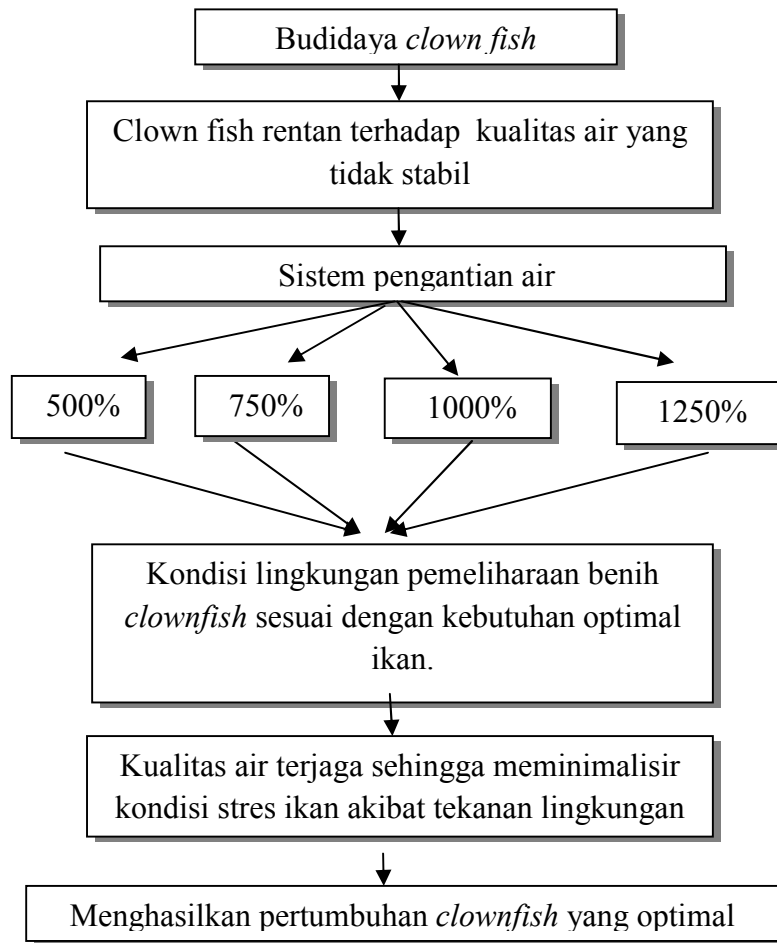 Budidaya clown fish
Clown fish rentan terhadap kualitas air yang
tidak stabil
Sistem pengantian air
500%
750%
1000%
1250%
Kondisi lingkungan pemeliharaan benih
clownfish sesuai dengan kebutuhan optimal
ikan.
Kualitas air terjaga sehingga meminimalisir
kondisi stres ikan akibat tekanan lingkungan
Menghasilkan pertumbuhan clownfish yang optimal